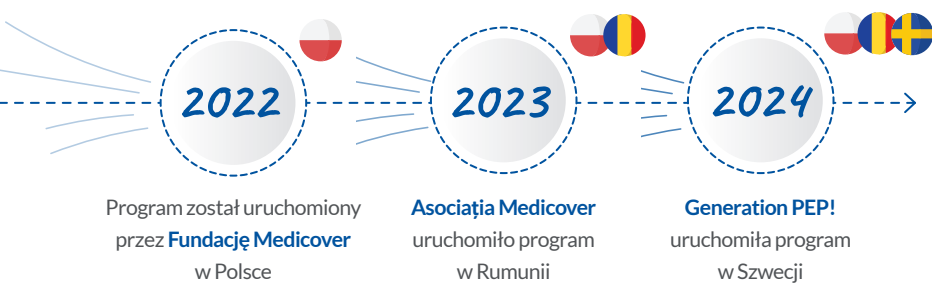 2022
2023
2024
Program został uruchomiony
przez Fundację Medicover
w Polsce
Asociația Medicover
uruchomiło program
w Rumunii
Generation PEP!
uruchomiła program
w Szwecji